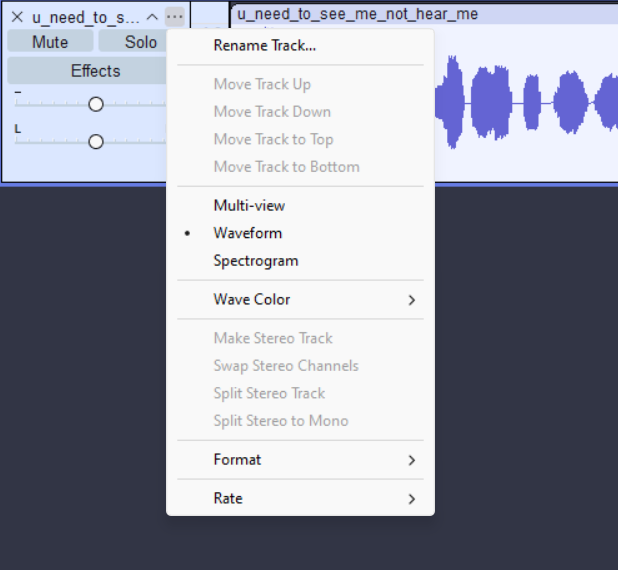 u_need_to_s...
u_need_to_see_me_not_hear_me
Mute
Solo
Effects
L
Rename Track...
Move Track Up
Move Track Down
Move Track to Top
Move Track to Bottom
Multi-view
Waveform
Spectrogram
Wave Color
Make Stereo Track
Swap Stereo Channels
Split Stereo Track
Split Stereo to Mono
Format
Rate